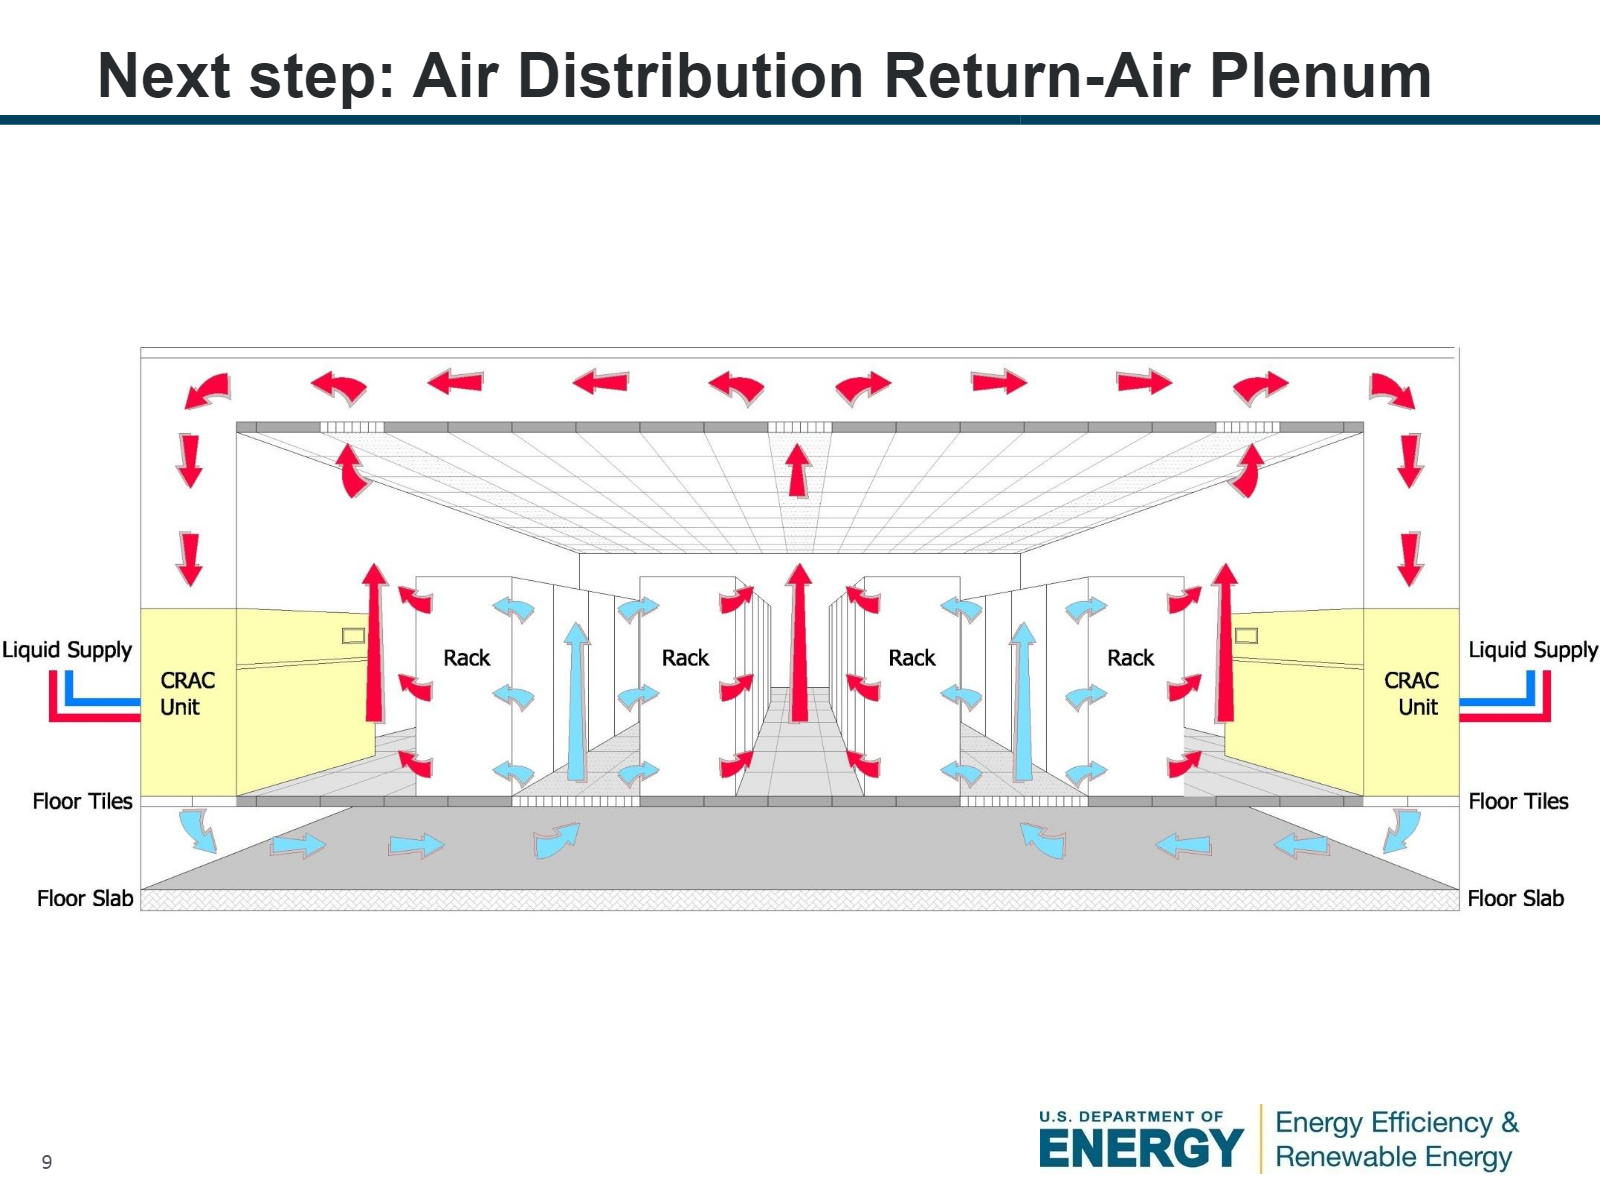 Next step: Air Distribution Return-Air Plenum
Liquid Supply
CRAC
Unit
Rack
Rack
Rack
Rack
CRAC
Unit
Liquid Supply
Floor Tiles
Floor Tiles
Floor Slab
Floor Slab
9
U.S. DEPARTMENT OF
ENERGY
Energy Efficiency &
Renewable Energy